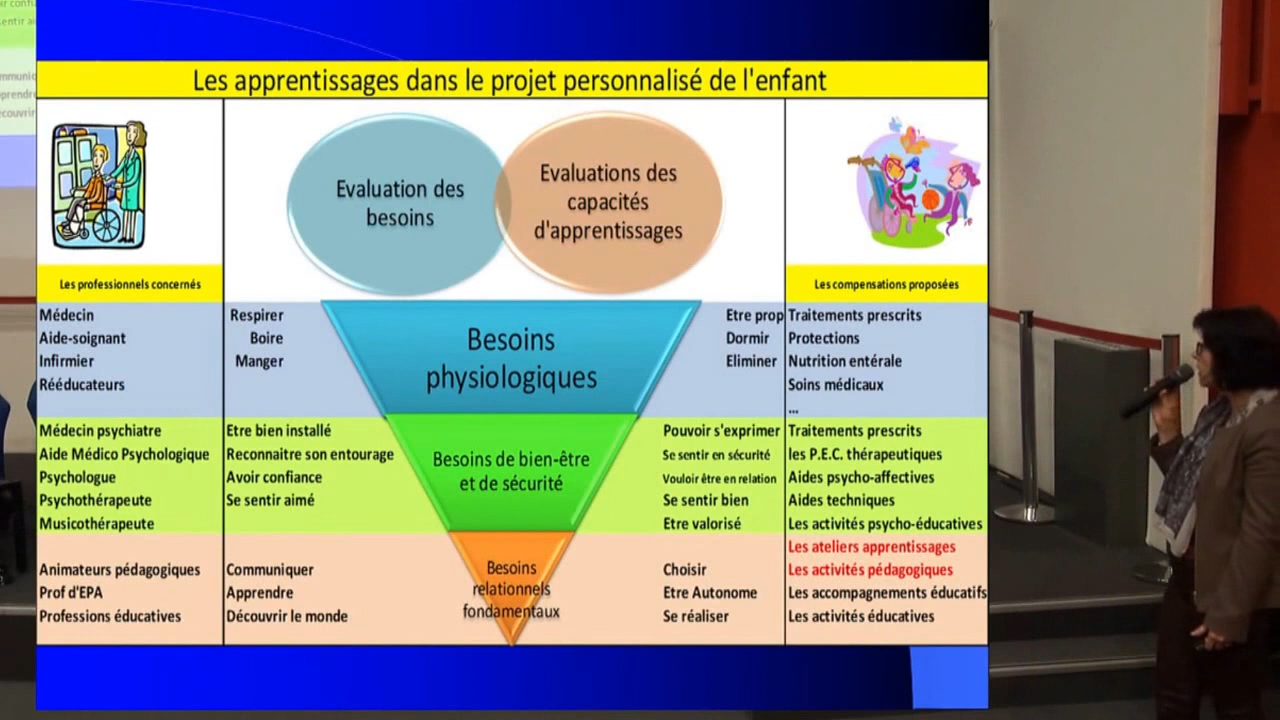 Les apprentissages dans le projet personnalisé de l'enfant
Evaluation des
besoins
Evaluations des
capacités
d'apprentissages
Les professionnels concernés
Les compensations proposées
Médecin
Aide-soignant
Infirmier
Rééducateurs
Respirer
Boire
Manger
Besoins
physiologiques
Etre prop
Dormir
Eliminer
Traitements prescrits
Protections
Nutrition entérale
Soins médicaux
...
Médecin psychiatre
Aide Médico Psychologique
Psychologue
Psychothérapeute
Musicothérapeute
Etre bien installé
Reconnaitre son entourage
Avoir confiance
Se sentir aimé
Besoins de bien-être
et de sécurité
Pouvoir s'exprimer
Se sentir en sécurité
Vouloir être en relation
Se sentir bien
Etre valorisé
Traitements prescrits
les P.E.C. thérapeutiques
Aides psycho-affectives
Aides techniques
Les activités psycho-éducatives
Animateurs pédagogiques
Prof d'EPA
Professions éducatives
Communiquer
Apprendre
Découvrir le monde
Besoins
relationnels
fondamentaux
Choisir
Etre Autonome
Se réaliser
Les ateliers apprentissages
Les activités pédagogiques
Les accompagnements éducatifs
Les activités éducatives